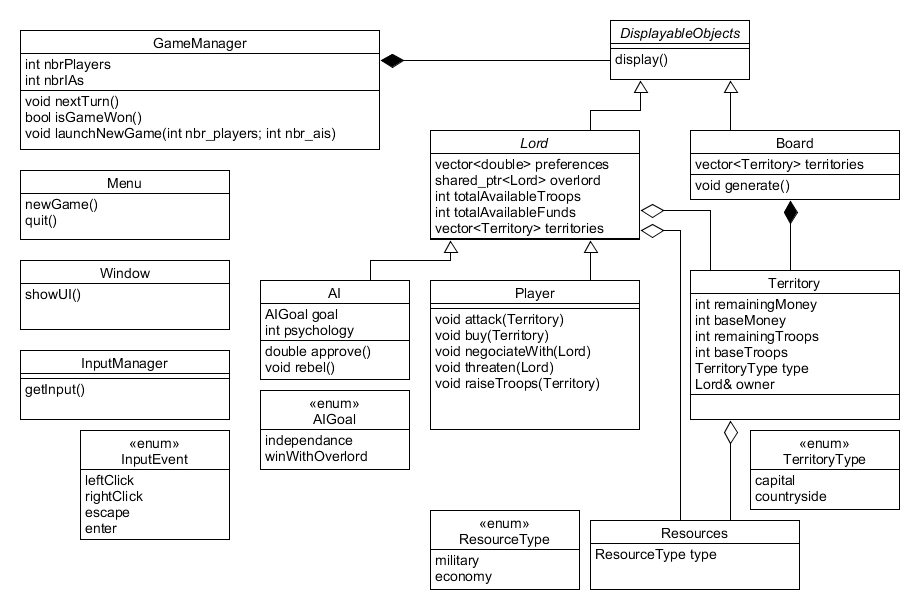 GameManager
int nbrPlayers
int nbrIAs
void nextTurn()
bool isGameWon()
void launchNewGame(int nbr_players; int nbr_ais)
DisplayableObjects
display()
Lord
vector<double> preferences
shared_ptr<Lord> overlord
int totalAvailableTroops
int totalAvailableFunds
vector<Territory> territories
Board
vector<Territory> territories
void generate()
Menu
newGame()
quit()
Window
showUI()
AI
AIGoal goal
int psychology
double approve()
void rebel()
Player
void attack(Territory)
void buy(Territory)
void negociateWith(Lord)
void threaten(Lord)
void raiseTroops(Territory)
Territory
int remainingMoney
int baseMoney
int remainingTroops
int baseTroops
TerritoryType type
Lord& owner
InputManager
getInput()
«enum»
AIGoal
independance
winWithOverlord
«enum»
InputEvent
leftClick
rightClick
escape
enter
«enum»
TerritoryType
capital
countryside
«enum»
ResourceType
military
economy
Resources
ResourceType type